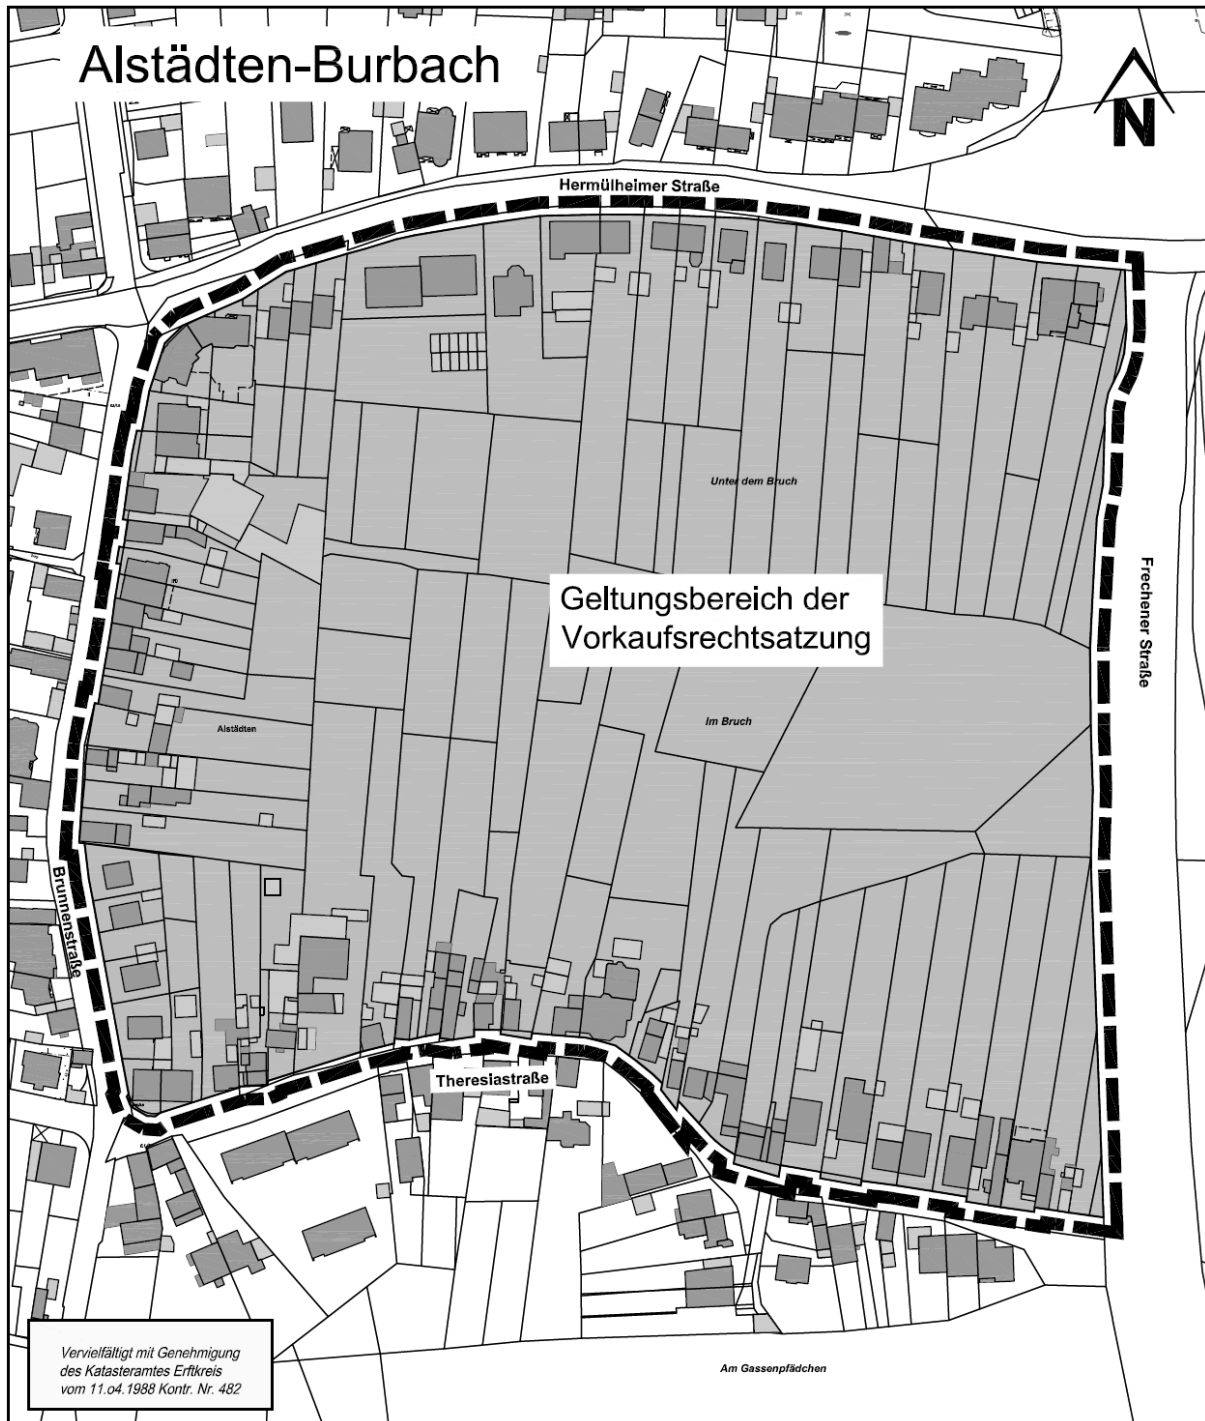 Alstädten-Burbach
N
Hermülheimer Straße
Unter dem Bruch
Geltungsbereich der
Vorkaufsrechtsatzung
Frechener Straße
Im Bruch
Alstädten
Brunnenstraße
Theresiastraße
Am Gassenpfädchen
Vervielfältigt mit Genehmigung
des Katasteramtes Erftkreis
vom 11.o4.1988 Kontr. Nr. 482